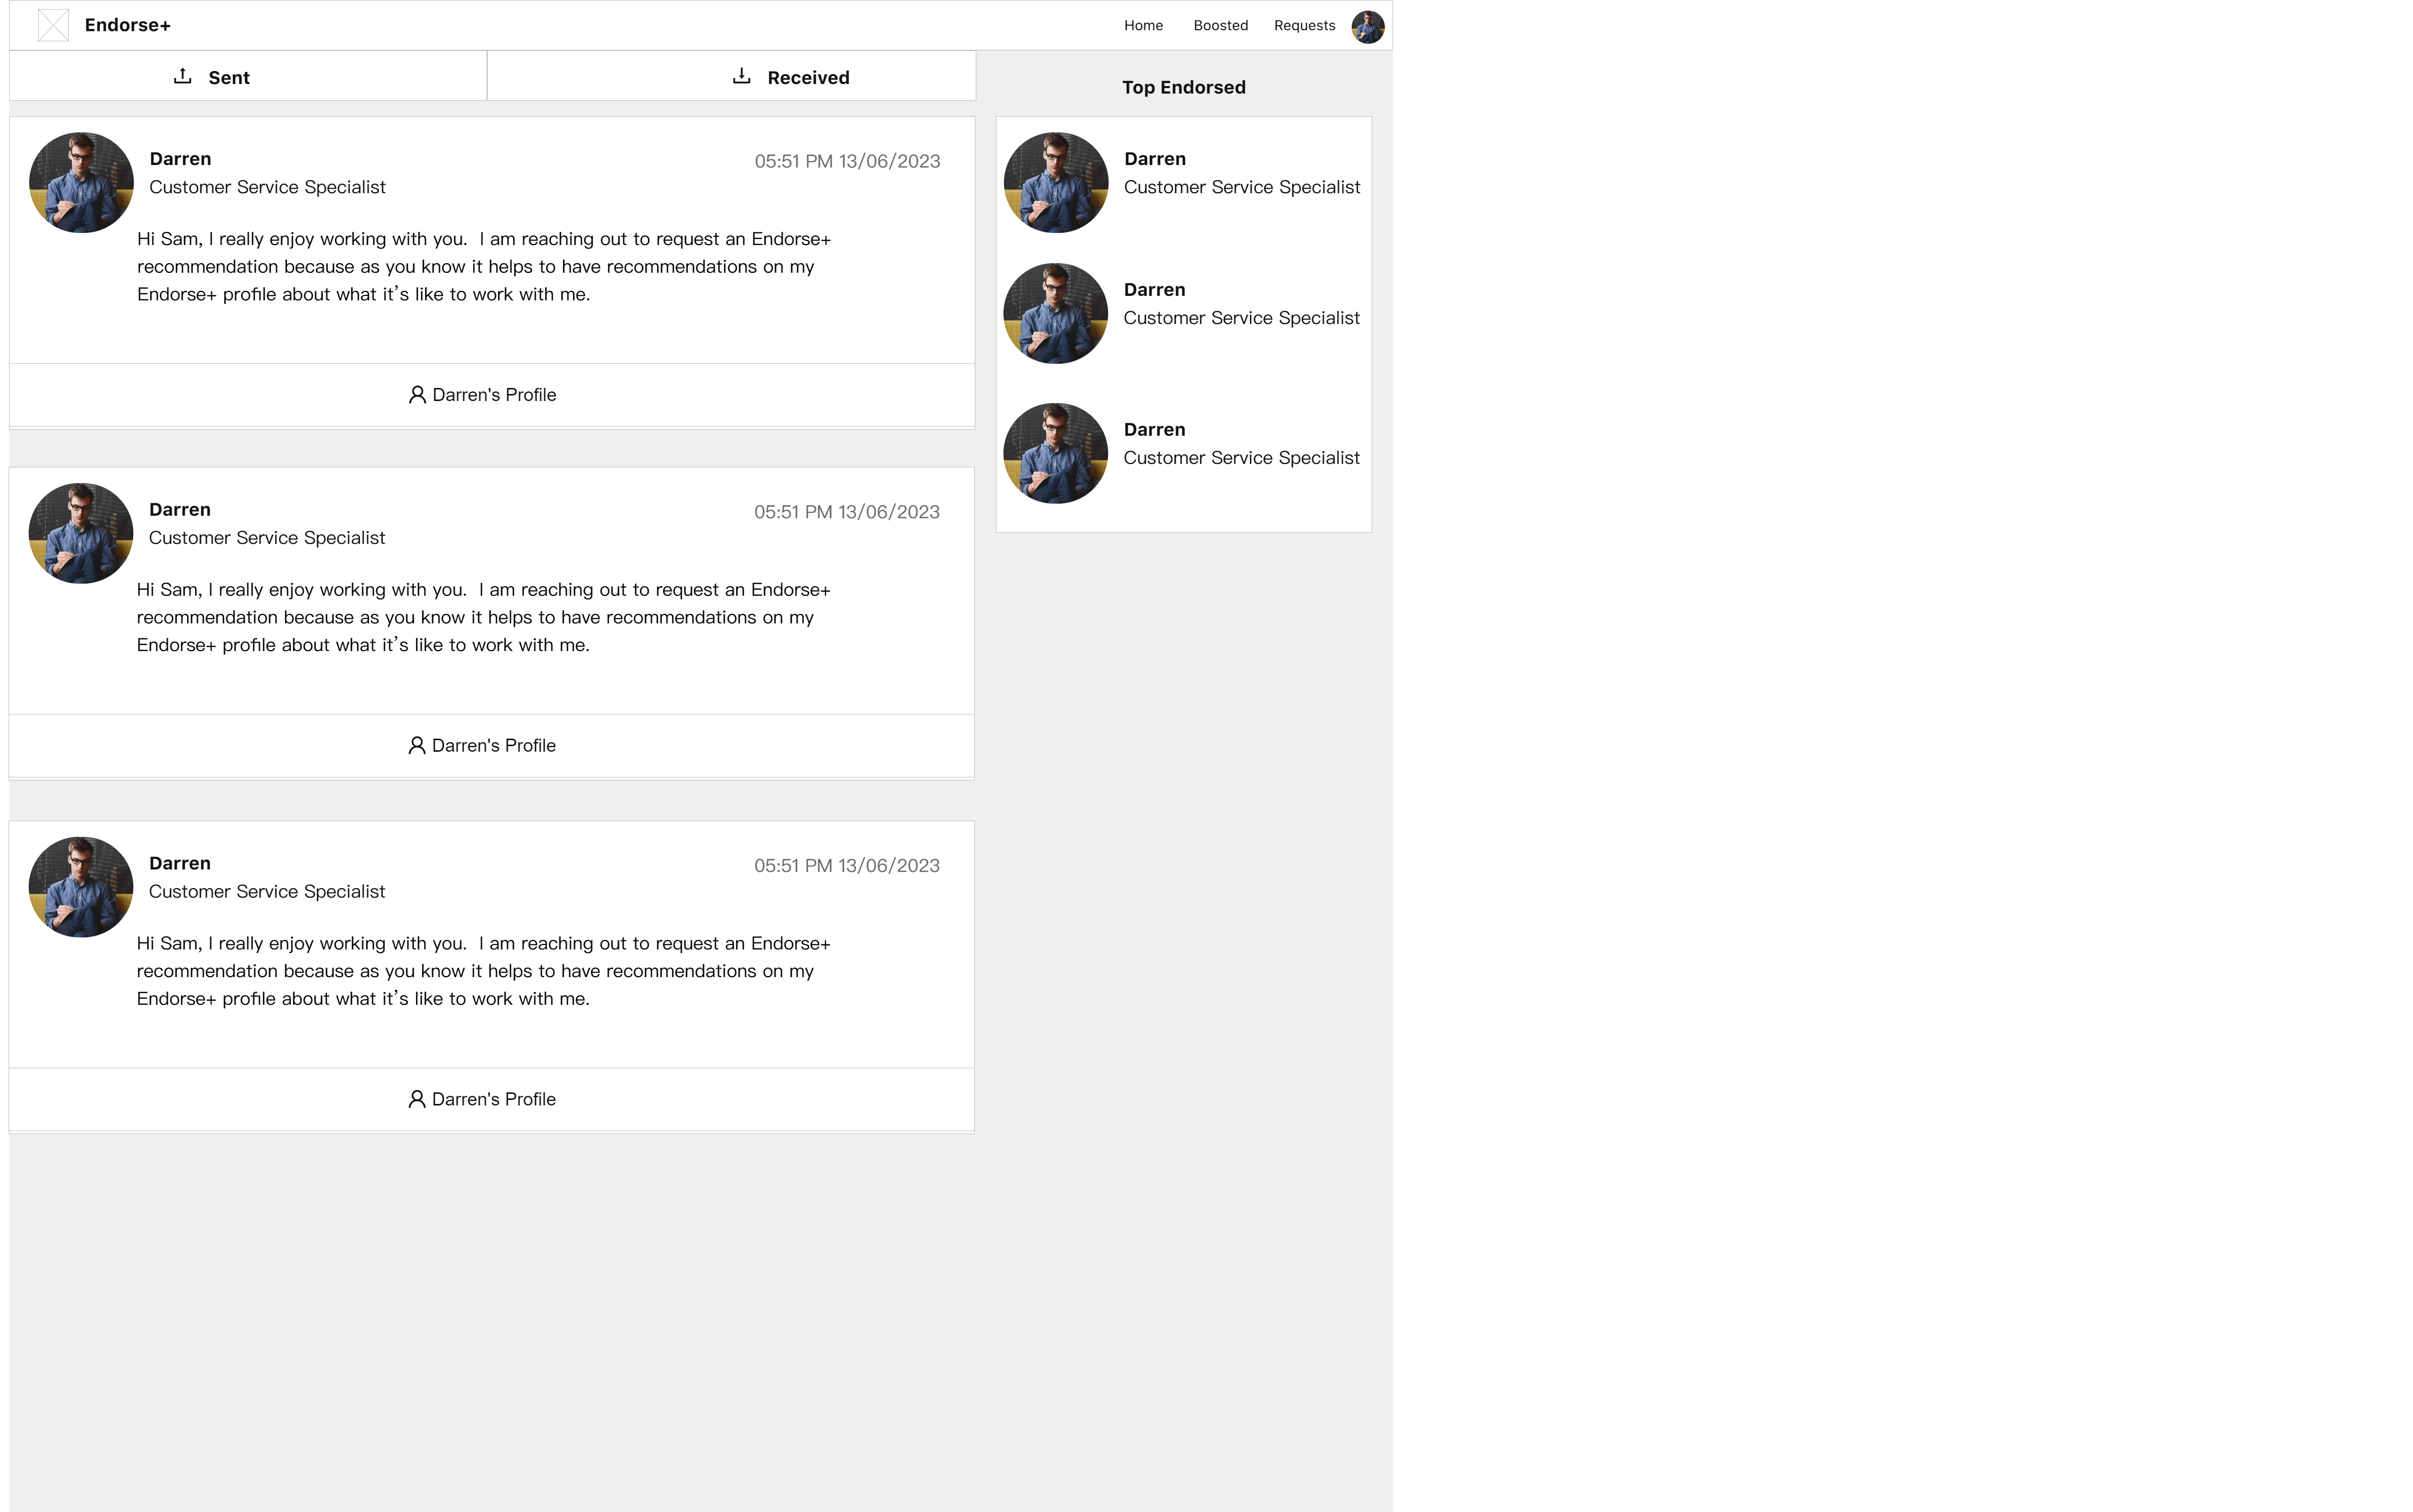 Endorse+
Home
Boosted
Requests
Sent
Received
Top Endorsed
Darren
05:51 PM 13/06/2023
Customer Service Specialist
Hi Sam, I really enjoy working with you.  I am reaching out to request an Endorse+
recommendation because as you know it helps to have recommendations on my
Endorse+ profile about what it’s like to work with me.
Darren's Profile
Darren
05:51 PM 13/06/2023
Customer Service Specialist
Hi Sam, I really enjoy working with you.  I am reaching out to request an Endorse+
recommendation because as you know it helps to have recommendations on my
Endorse+ profile about what it’s like to work with me.
Darren's Profile
Darren
05:51 PM 13/06/2023
Customer Service Specialist
Hi Sam, I really enjoy working with you.  I am reaching out to request an Endorse+
recommendation because as you know it helps to have recommendations on my
Endorse+ profile about what it’s like to work with me.
Darren's Profile
Darren
Customer Service Specialist
Darren
Customer Service Specialist
Darren
Customer Service Specialist